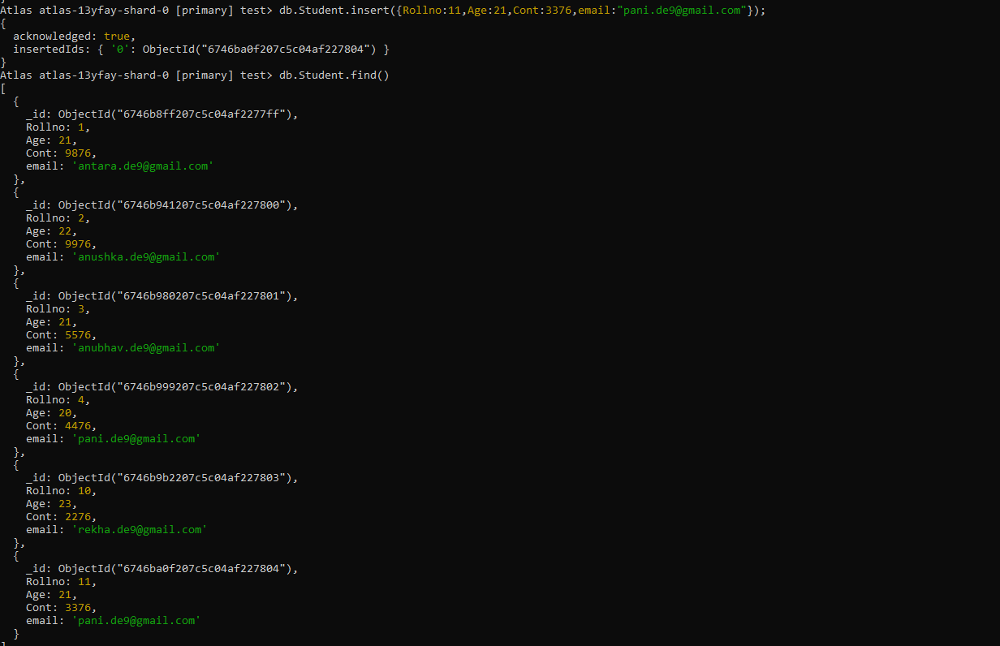 Atlas atlas-13yfay-shard-0 [primary] test> db.Student.insert({Rollno:11,Age:21,Cont:3376,email:"pani.de9@gmail.com"});
{
  acknowledged: true,
  insertedIds: { '0': ObjectId("6746ba0f207c5c04af227804") }
}
Atlas atlas-13yfay-shard-0 [primary] test> db.Student.find()
[
  {
    _id: ObjectId("6746b8ff207c5c04af2277ff"),
    Rollno: 1,
    Age: 21,
    Cont: 9876,
    email: 'antara.de9@gmail.com'
  },
  {
    _id: ObjectId("6746b941207c5c04af227800"),
    Rollno: 2,
    Age: 22,
    Cont: 9976,
    email: 'anushka.de9@gmail.com'
  },
  {
    _id: ObjectId("6746b980207c5c04af227801"),
    Rollno: 3,
    Age: 21,
    Cont: 5576,
    email: 'anubhav.de9@gmail.com'
  },
  {
    _id: ObjectId("6746b999207c5c04af227802"),
    Rollno: 4,
    Age: 20,
    Cont: 4476,
    email: 'pani.de9@gmail.com'
  },
  {
    _id: ObjectId("6746b9b2207c5c04af227803"),
    Rollno: 10,
    Age: 23,
    Cont: 2276,
    email: 'rekha.de9@gmail.com'
  },
  {
    _id: ObjectId("6746ba0f207c5c04af227804"),
    Rollno: 11,
    Age: 21,
    Cont: 3376,
    email: 'pani.de9@gmail.com'
  }